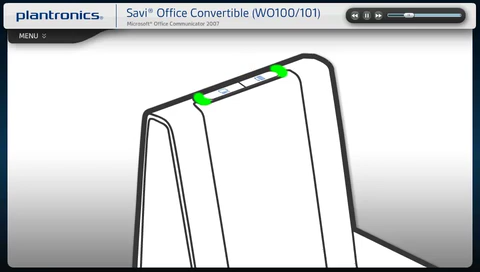 plantronics.
Savi® Office Convertible (WO100/101)
Microsoft® Office Communicator 2007
MENU